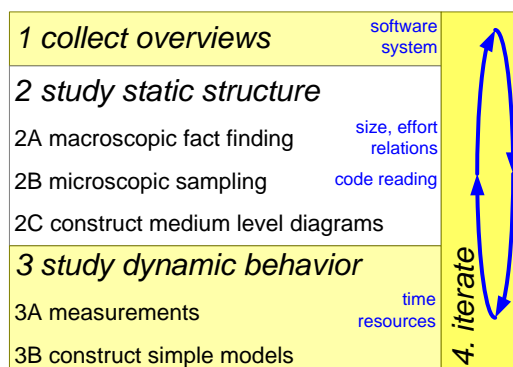 1 collect overviews
software
system
2 study static structure
2A macroscopic fact finding
size, effort
relations
2B microscopic sampling
code reading
2C construct medium level diagrams
3 study dynamic behavior
3A measurements
time
resources
3B construct simple models
4. iterate